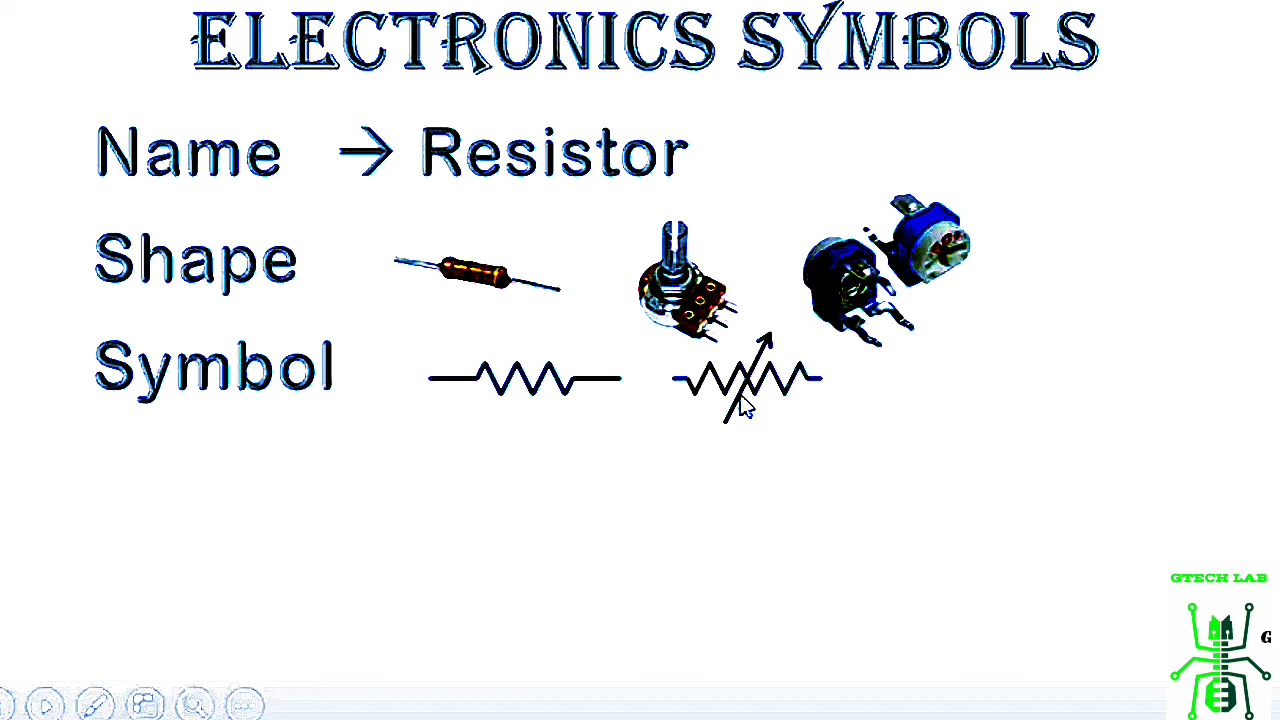 ELECTRONICS SYMBOLS
Name → Resistor
Shape
Symbol
GTECH LAB
G